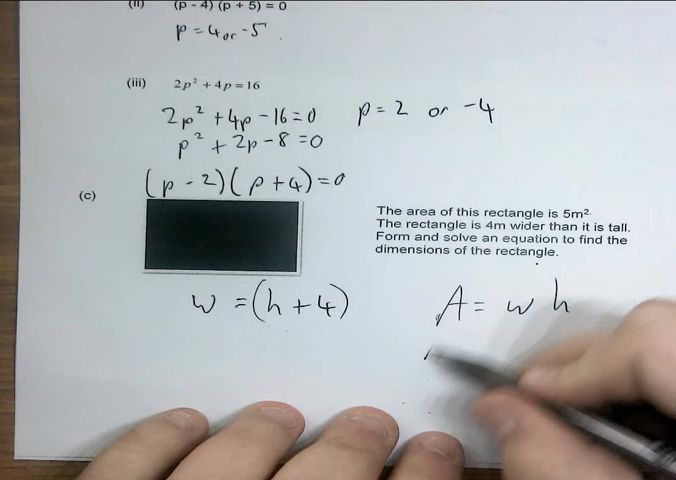 (ii) (p - 4) (p + 5) = 0
p = 4 or -5.
(iii) 2p² + 4p = 16
2p² + 4p - 16 = 0 p = 2 or -4
p² + 2p - 8 = 0
(p - 2)(p + 4) = 0
(c)
The area of this rectangle is 5m².
The rectangle is 4m wider than it is tall.
Form and solve an equation to find the
dimensions of the rectangle.
w = (h + 4) A = w h